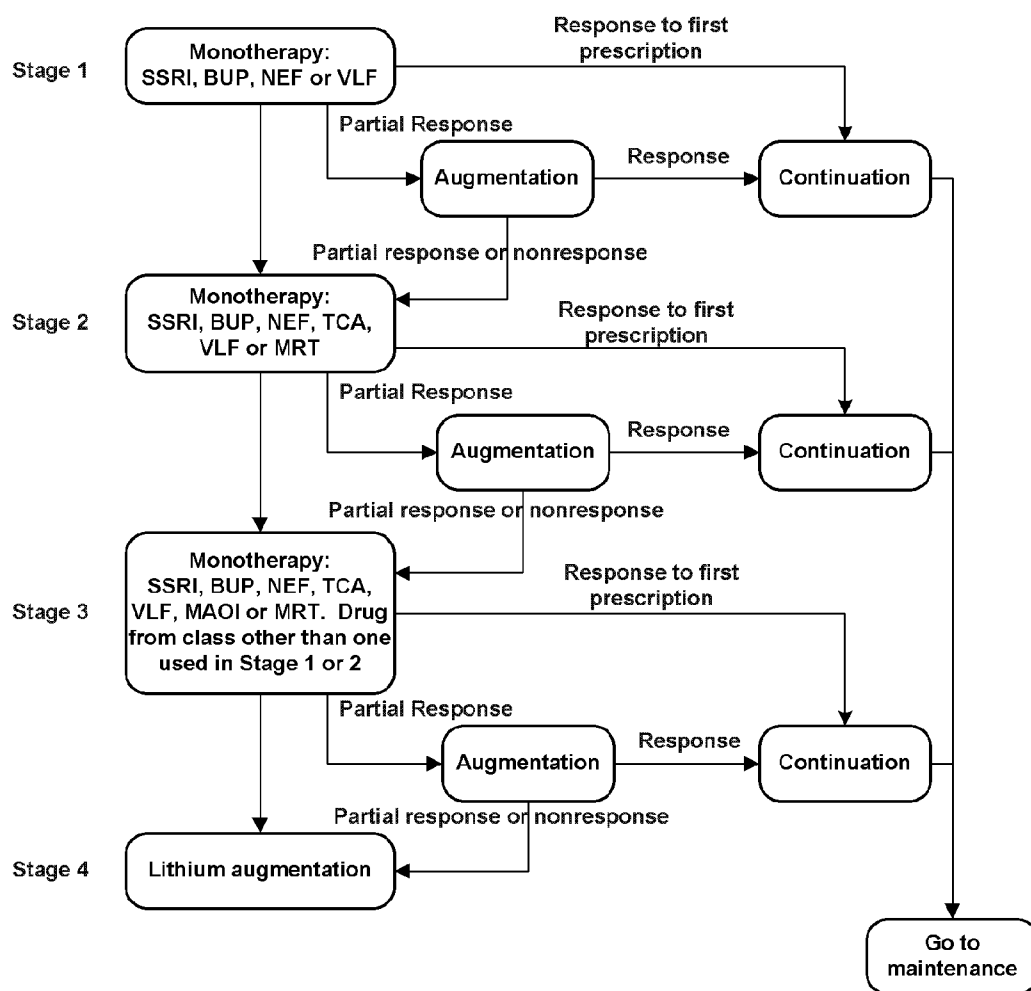 Response to first
prescription
Stage 1
Monotherapy:
SSRI, BUP, NEF or VLF
Partial Response
Augmentation
Response
Continuation
Partial response or nonresponse
Stage 2
Monotherapy:
SSRI, BUP, NEF, TCA,
VLF or MRT
Response to first
prescription
Partial Response
Augmentation
Response
Continuation
Partial response or nonresponse
Stage 3
Monotherapy:
SSRI, BUP, NEF, TCA,
VLF, MAOI or MRT.  Drug
from class other than one
used in Stage 1 or 2
Response to first
prescription
Partial Response
Augmentation
Response
Continuation
Partial response or nonresponse
Stage 4
Lithium augmentation
Go to
maintenance